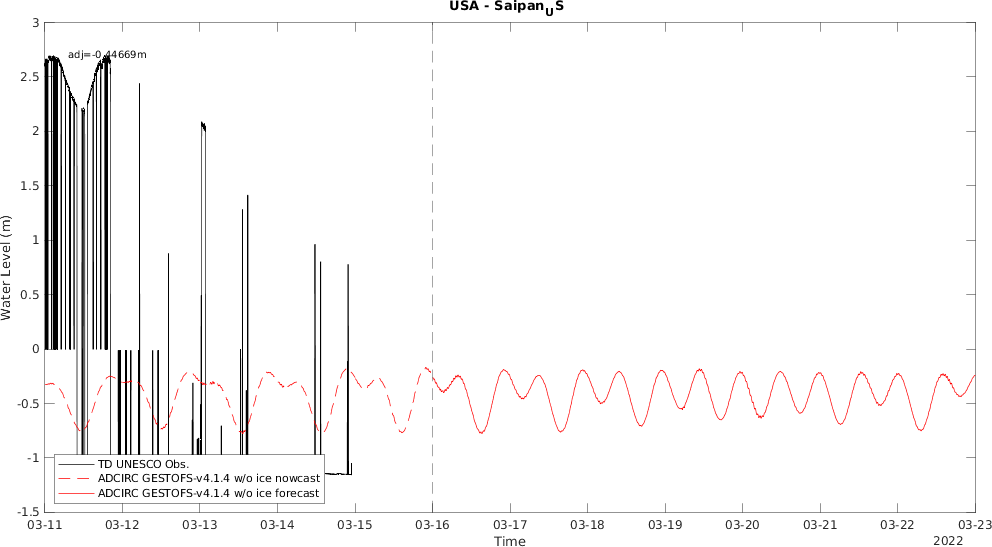 USA - SaipanUS
3
adj=-0.44669m
2.5
2
1.5
1
0.5
0
-0.5
-1
-1.5
Water Level (m)
TD UNESCO Obs.
ADCIRC GESTOFS-v4.1.4 w/o ice nowcast
ADCIRC GESTOFS-v4.1.4 w/o ice forecast
03-11 03-12 03-13 03-14 03-15 03-16 03-17 03-18 03-19 03-20 03-21 03-22 03-23
Time
2022